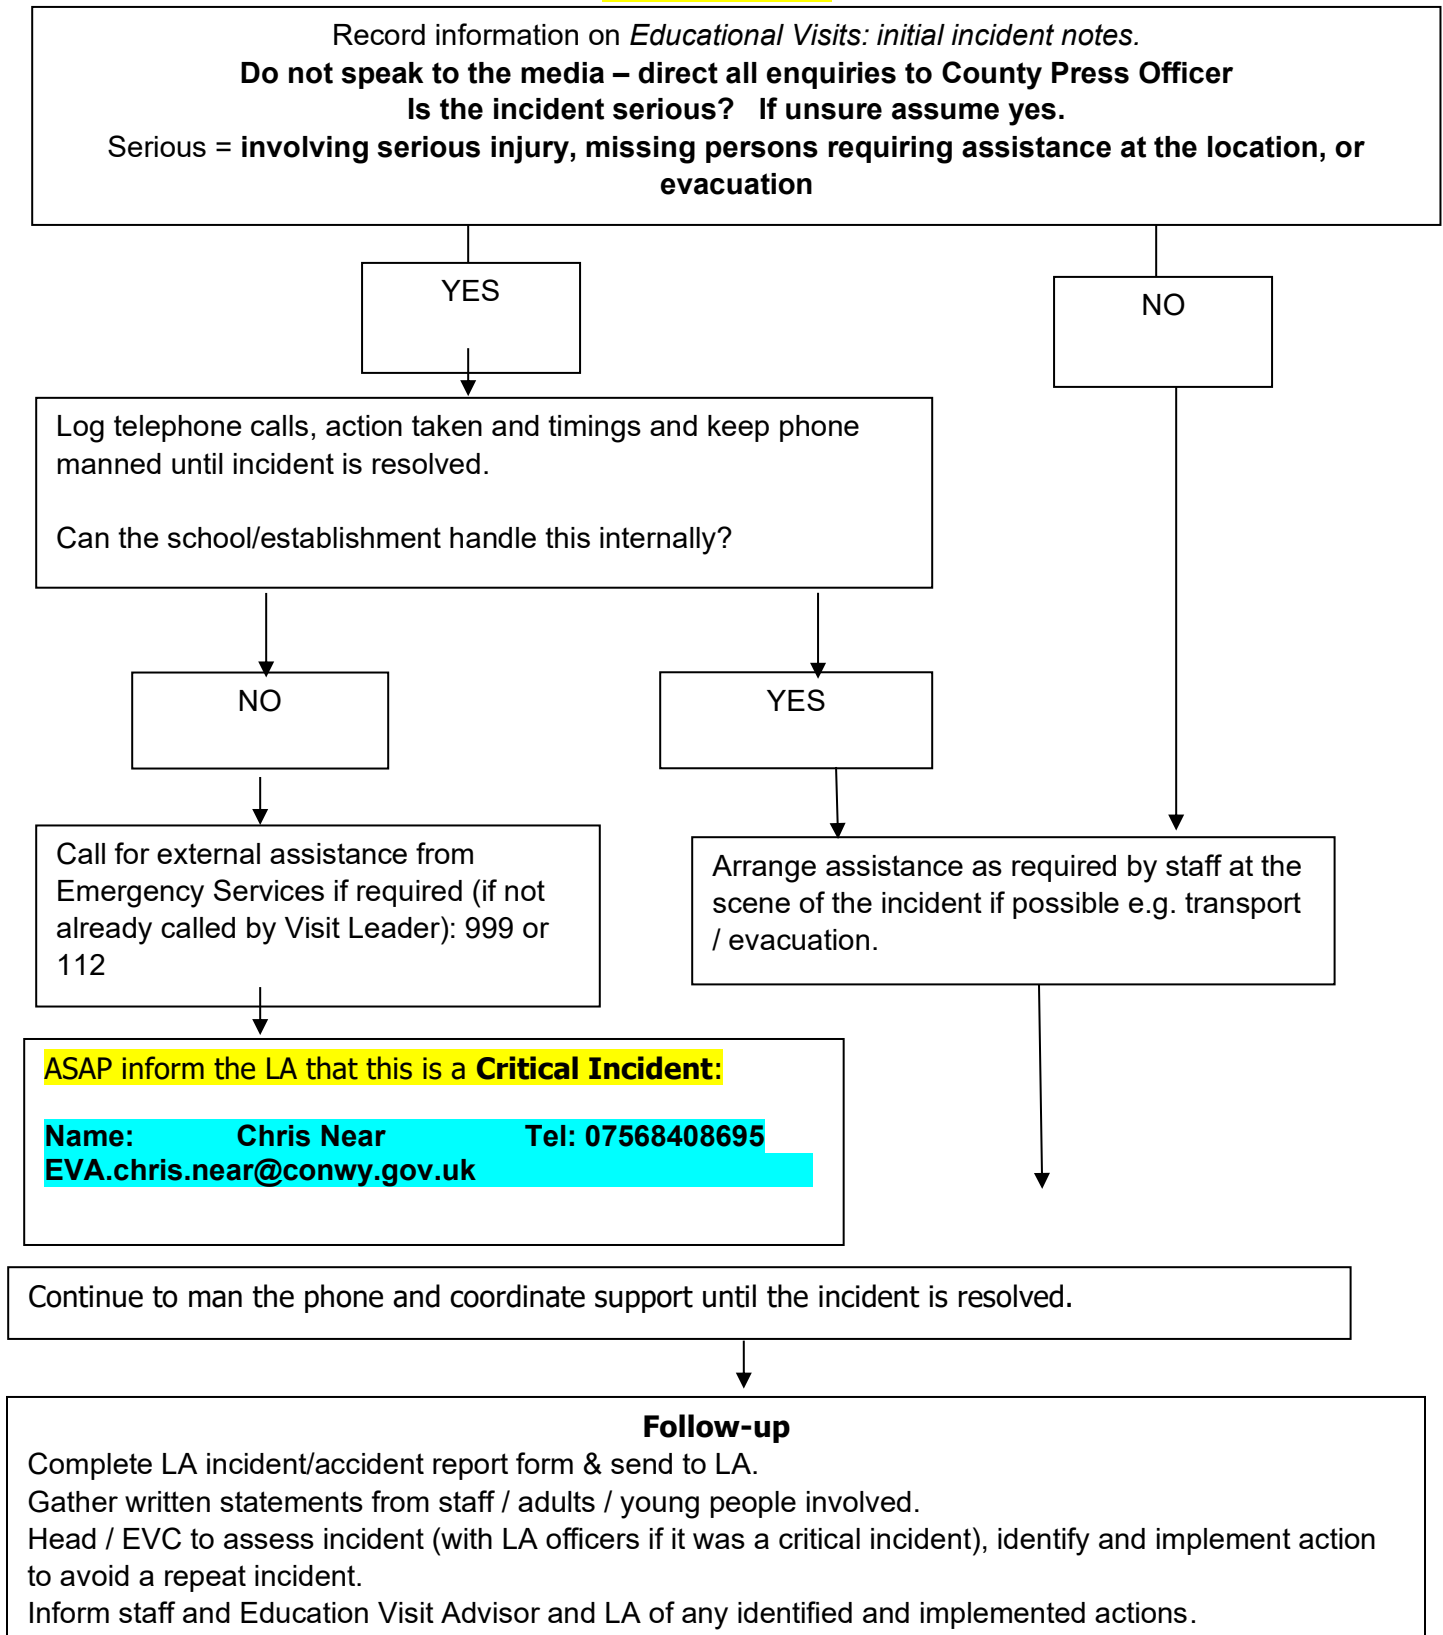 Record information on Educational Visits: initial incident notes.
Do not speak to the media – direct all enquiries to County Press Officer
Is the incident serious?   If unsure assume yes.
Serious = involving serious injury, missing persons requiring assistance at the location, or
evacuation
YES
NO
Log telephone calls, action taken and timings and keep phone
manned until incident is resolved.
Can the school/establishment handle this internally?
NO
YES
Call for external assistance from
Emergency Services if required (if not
already called by Visit Leader): 999 or
112
Arrange assistance as required by staff at the
scene of the incident if possible e.g. transport
/ evacuation.
ASAP inform the LA that this is a Critical Incident:
Name: Chris Near Tel: 07568408695
EVA.chris.near@conwy.gov.uk
Continue to man the phone and coordinate support until the incident is resolved.
Follow-up
Complete LA incident/accident report form & send to LA.
Gather written statements from staff / adults / young people involved.
Head / EVC to assess incident (with LA officers if it was a critical incident), identify and implement action
to avoid a repeat incident.
Inform staff and Education Visit Advisor and LA of any identified and implemented actions.